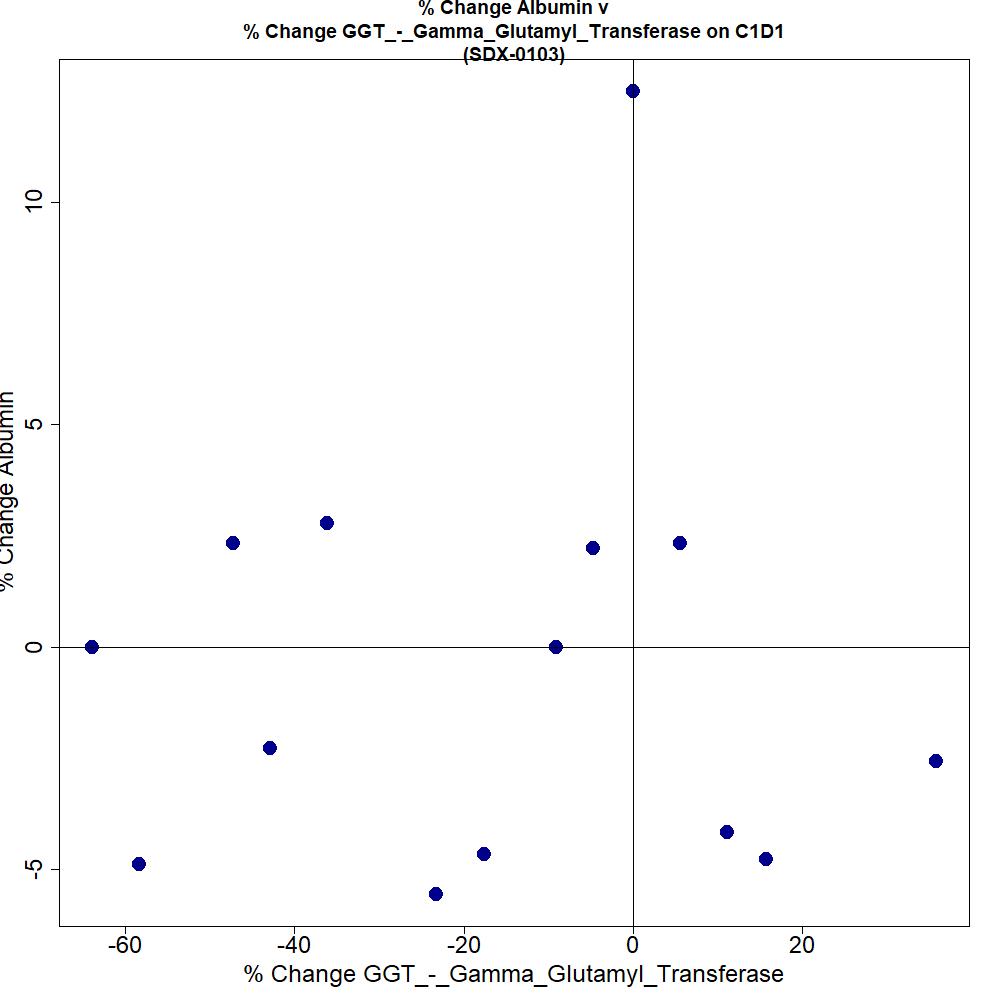 % Change Albumin v
% Change GGT_-_Gamma_Glutamyl_Transferase on C1D1
(SDX-0103)
10
5
0
-5
% Change Albumin
-60
-40
-20
0
20
% Change GGT_-_Gamma_Glutamyl_Transferase